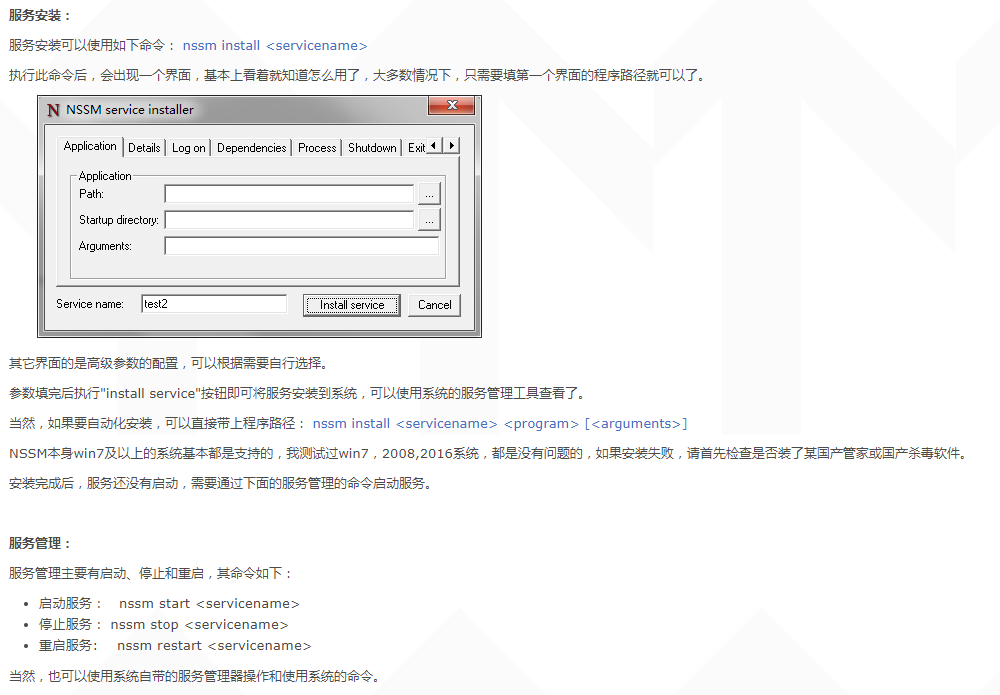 服务安装：
服务安装可以使用如下命令： nssm install <servicename>
执行此命令后，会出现一个界面，基本上看着就知道怎么用了，大多数情况下，只需要填第一个界面的程序路径就可以了。
N NSSM service installer
Application Details Log on Dependencies Process Shutdown Exit
Application
Path: ...
Startup directory: ...
Arguments:
Service name: test2 Install service Cancel
其它界面的是高级参数的配置，可以根据需要自行选择。
参数填完后执行"install service"按钮即可将服务安装到系统，可以使用系统的服务管理工具查看了。
当然，如果要自动化安装，可以直接带上程序路径： nssm install <servicename> <program> [<arguments>]
NSSM本身win7及以上的系统基本都是支持的，我测试过win7，2008,2016系统，都是没有问题的，如果安装失败，请首先检查是否装了某国产管家或国产杀毒软件。
安装完成后，服务还没有启动，需要通过下面的服务管理的命令启动服务。
服务管理：
服务管理主要有启动、停止和重启，其命令如下：
• 启动服务： nssm start <servicename>
• 停止服务： nssm stop <servicename>
• 重启服务: nssm restart <servicename>
当然，也可以使用系统自带的服务管理器操作和使用系统的命令。